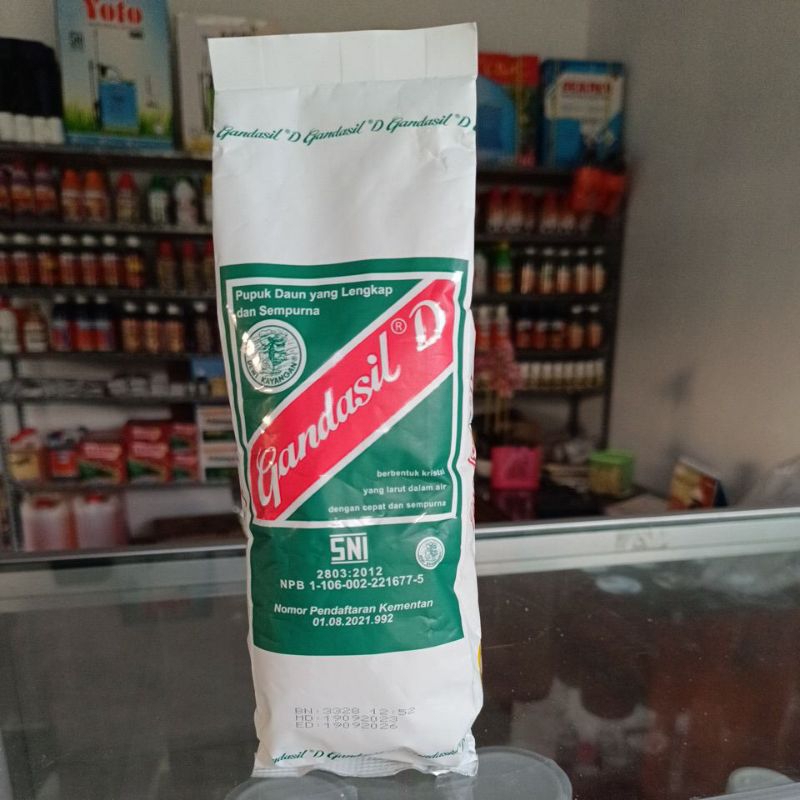 Yoto
Gandasil ®D Gandasil ®D Gandasil ®D
Pupuk Daun yang Lengkap
dan Sempurna
DEWI KAYANGAN
Gandasil ® D
berbentuk kristal
yang larut dalam air
dengan cepat dan sempurna
SNI
2803:2012
NPB 1-106-002-221677-5
Nomor Pendaftaran Kementan
01.08.2021.992
BN:3328 12:52
MD:19092023
ED:19092026